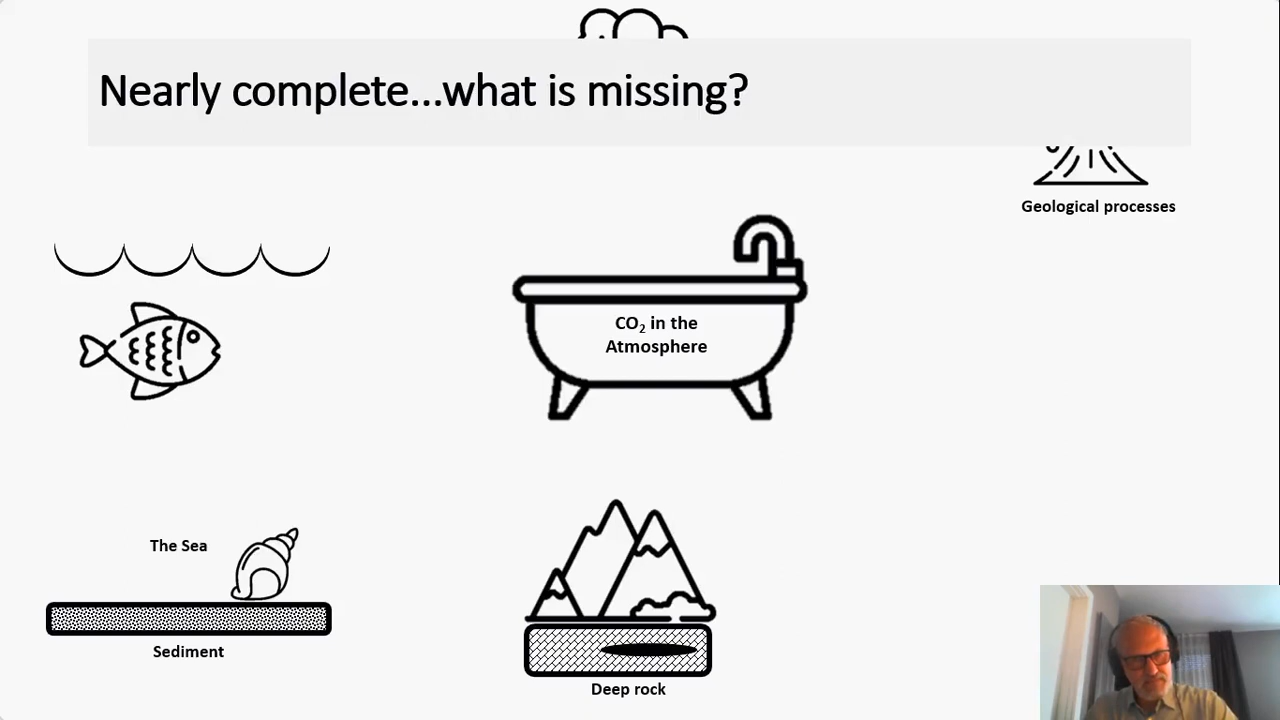 Nearly complete...what is missing?
Geological processes
CO₂ in the
Atmosphere
The Sea
Sediment
Deep rock